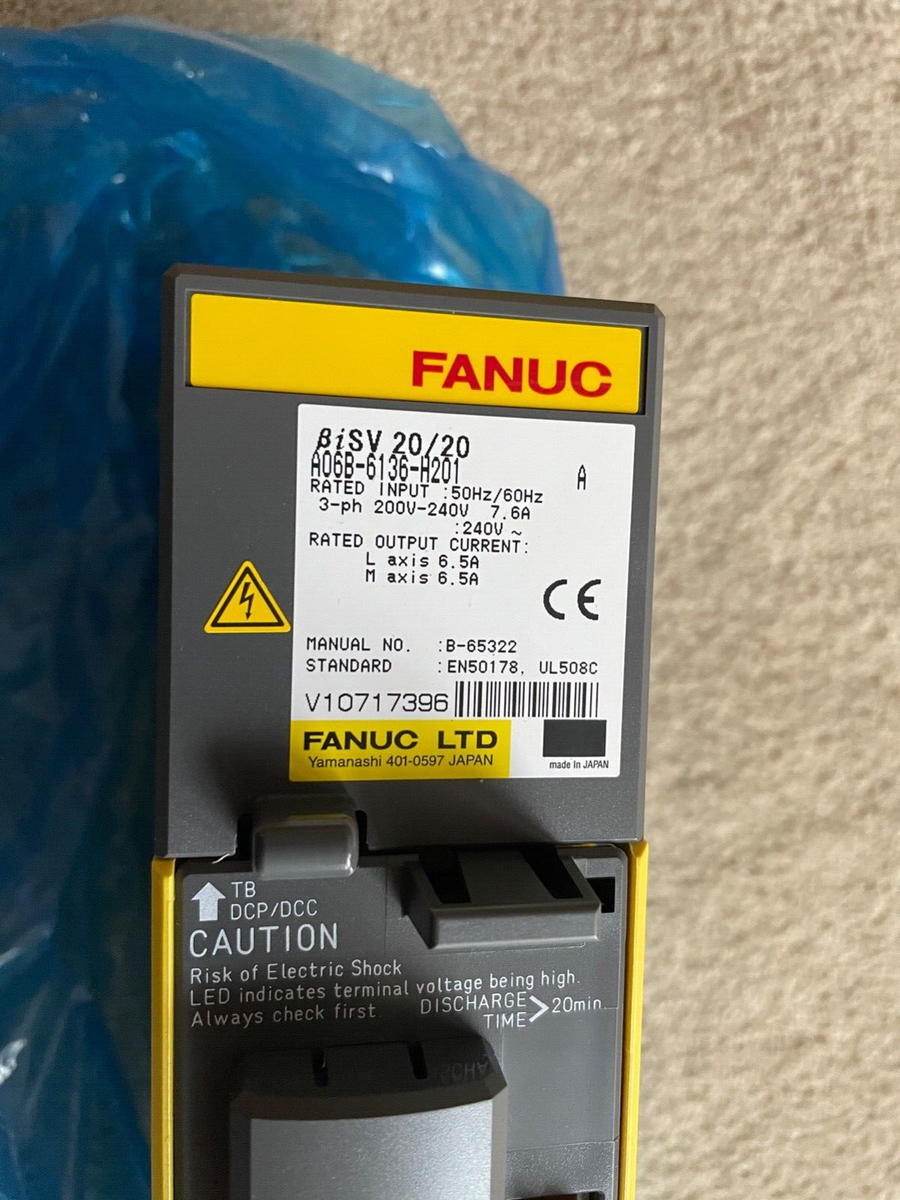 FANUC
βiSV 20/20
A06B-6136-H201 A
RATED INPUT :50Hz/60Hz
3-ph 200V-240V 7.6A
:240V ~
RATED OUTPUT CURRENT:
L axis 6.5A
M axis 6.5A
CE
MANUAL NO. :B-65322
STANDARD :EN50178, UL508C
V10717396
FANUC LTD
Yamanashi 401-0597 JAPAN
made In JAPAN
TB
DCP/DCC
CAUTION
Risk of Electric Shock
LED indicates terminal voltage being high.
Always check first.
DISCHARGE
TIME > 20min.